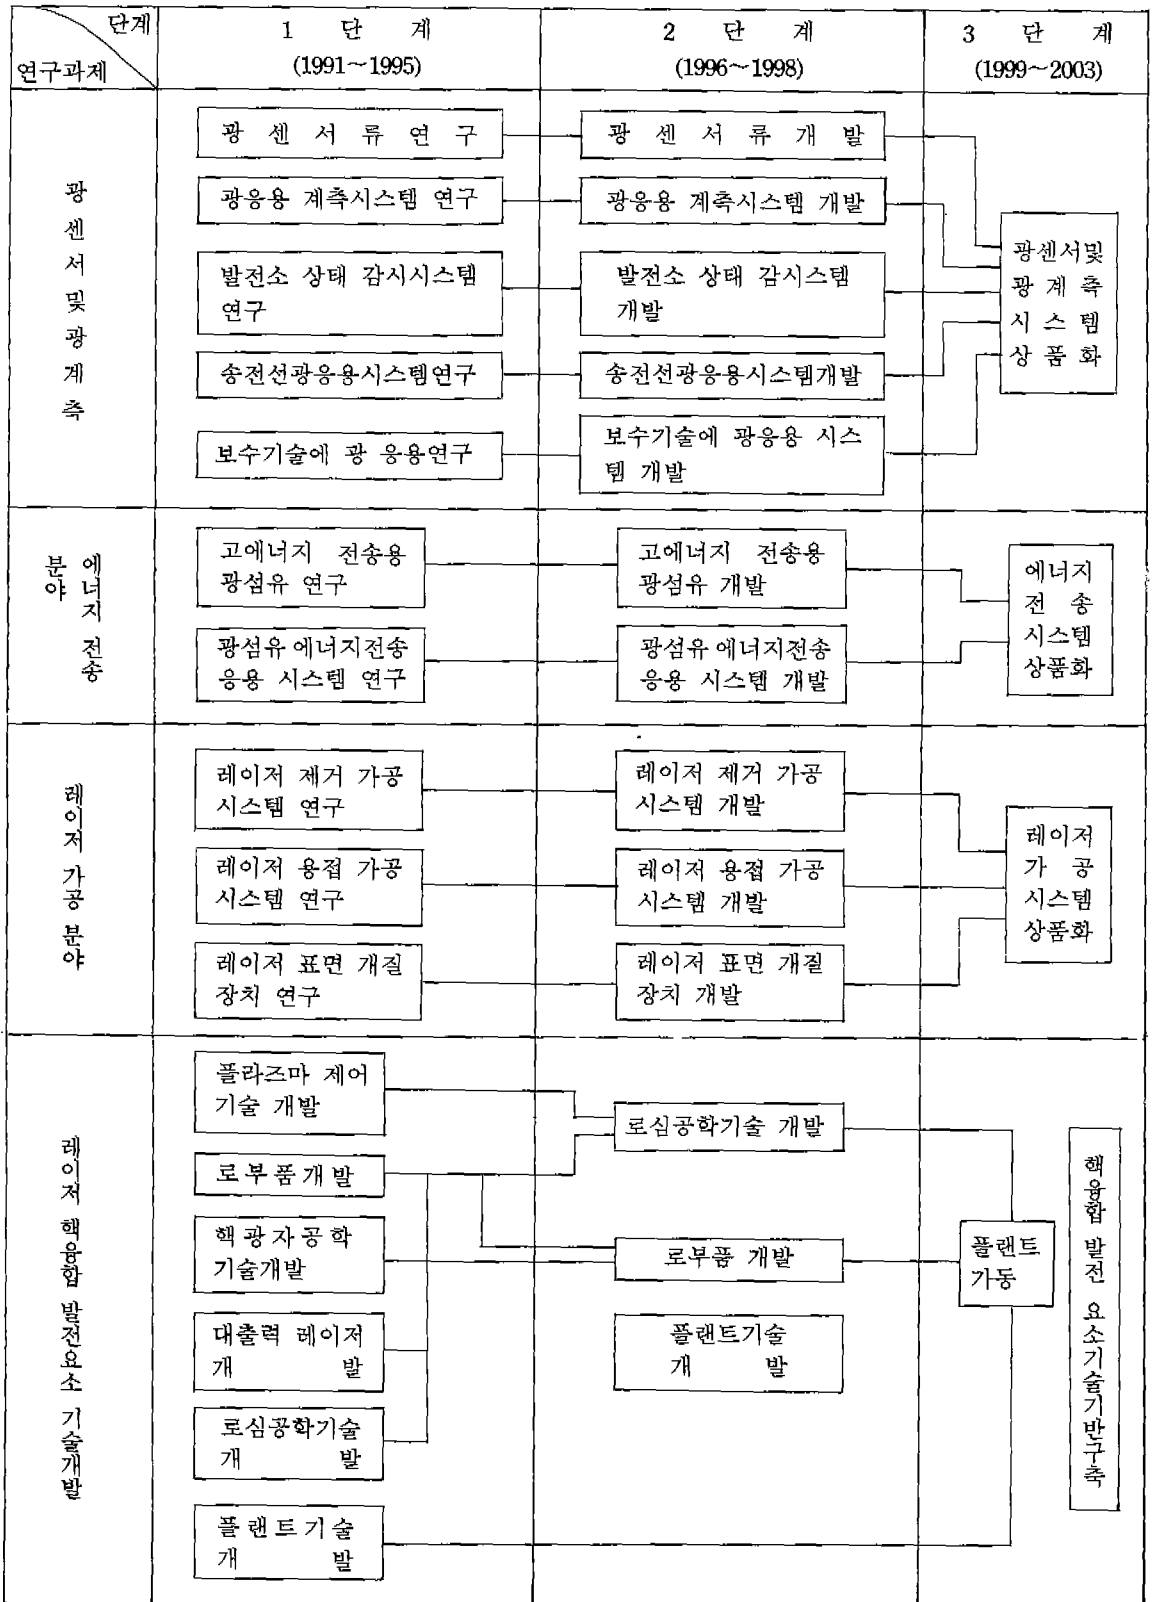 단계
연구과제
1 단 계
(1991～1995)
2 단 계
(1996～1998)
3 단 계
(1999～2003)
광센서및광계측
광 센 서 류 연 구
광 센 서 류 개 발
광응용 계측시스템 연구
광응용 계측시스템 개발
발전소 상태 감시시스템
연구
발전소 상태 감시시스템
개발
송전선광응용시스템연구
송전선광응용시스템개발
보수기술에 광 응용연구
보수기술에 광응용 시스
템 개발
광센서및
광 계 측
시 스 템
상 품 화
에너지 전송
분야
고에너지 전송용
광섬유 연구
고에너지 전송용
광섬유 개발
광섬유 에너지전송
응용 시스템 연구
광섬유 에너지전송
응용 시스템 개발
에너지
전 송
시스템
상품화
레이저 가공 분야
레이저 제거 가공
시스템 연구
레이저 제거 가공
시스템 개발
레이저 용접 가공
시스템 연구
레이저 용접 가공
시스템 개발
레이저 표면 개질
장치 연구
레이저 표면 개질
장치 개발
레이저
가 공
시스템
상품화
레이저 핵융합 발전요소 기술개발
플라즈마 제어
기술 개발
로부품개발
핵광자공학
기술개발
대출력 레이저
개 발
로심공학기술
개 발
플랜트기술
개 발
로심공학기술 개발
로부품 개발
플랜트기술
개 발
플랜트
가동
핵융합 발전 요소기술기반구축